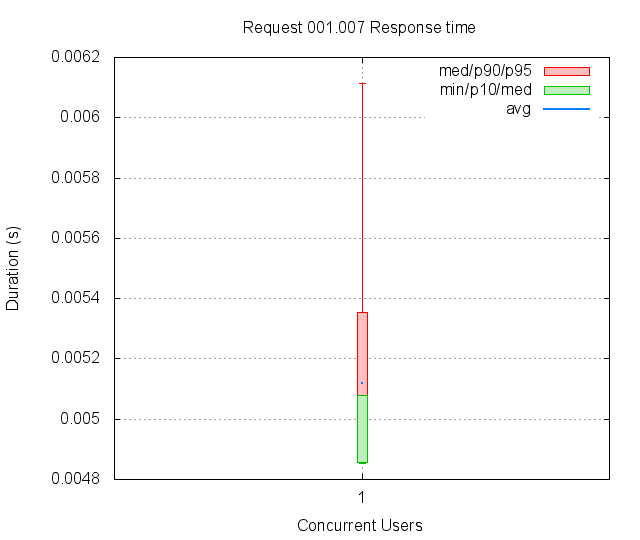 Request 001.007 Response time
0.0062
0.006
0.0058
0.0056
0.0054
0.0052
0.005
0.0048
Duration (s)
med/p90/p95
min/p10/med
avg
1
Concurrent Users